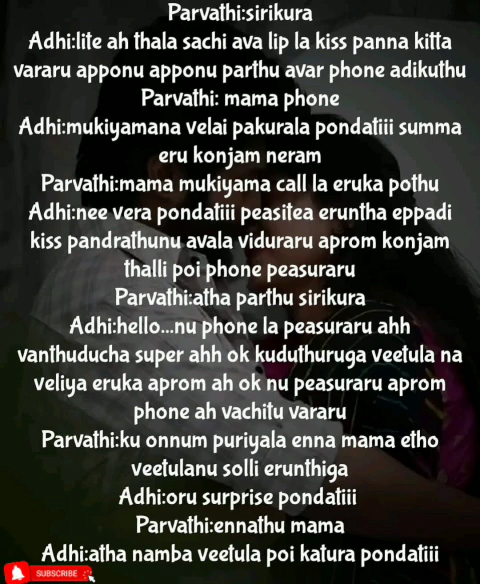 Parvathi:sirikura
Adhi:lite ah thala sachi ava lip la kiss panna kitta
vararu apponu apponu parthu avar phone adikuthu
Parvathi: mama phone
Adhi:mukiyamana velai pakurala pondatiii summa
eru konjam neram
Parvathi:mama mukiyama call la eruka pothu
Adhi:nee vera pondatiii peasitea eruntha eppadi
kiss pandrathunu avala viduraru aprom konjam
thalli poi phone peasuraru
Parvathi:atha parthu sirikura
Adhi:hello...nu phone la peasuraru ahh
vanthuducha super ahh ok kuduthuruga veetula na
veliya eruka aprom ah ok nu peasuraru aprom
phone ah vachitu vararu
Parvathi:ku onnum puriyala enna mama etho
veetulanu solli erunthiga
Adhi:oru surprise pondatiii
Parvathi:ennathu mama
Adhi:atha namba veetula poi katura pondatiii
SUBSCRIBE